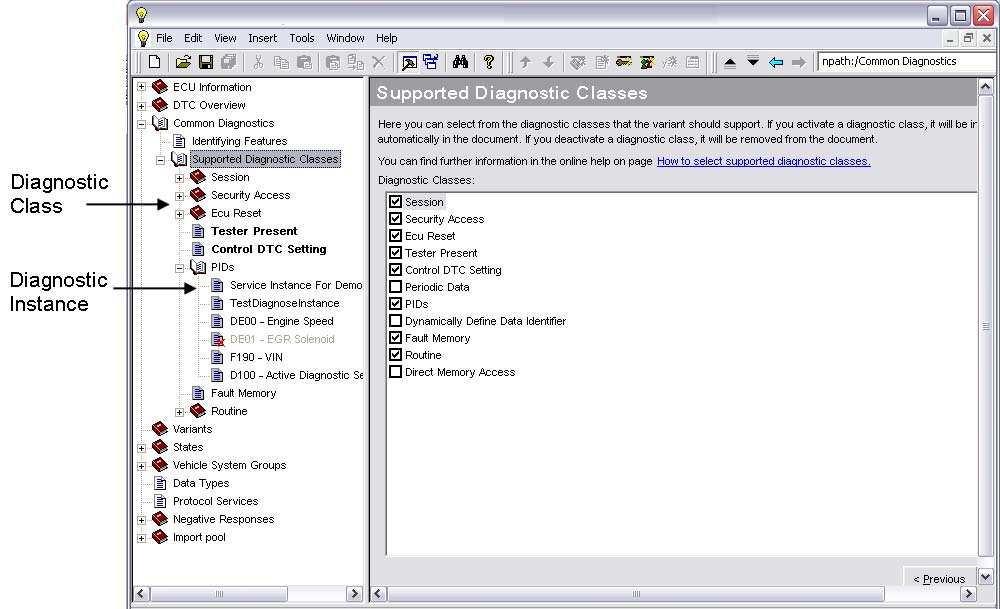 File Edit View Insert Tools Window Help
npath:/Common Diagnostics
Diagnostic
Class
Diagnostic
Instance
ECU Information
DTC Overview
Common Diagnostics
Identifying Features
Supported Diagnostic Classes
Session
Security Access
Ecu Reset
Tester Present
Control DTC Setting
PIDs
Service Instance For Demo
TestDiagnoseInstance
DE00 - Engine Speed
DE01 - EGR Solenoid
F190 - VIN
D100 - Active Diagnostic Se
Fault Memory
Routine
Variants
States
Vehicle System Groups
Data Types
Protocol Services
Negative Responses
Import pool
Supported Diagnostic Classes
Here you can select from the diagnostic classes that the variant should support. If you activate a diagnostic class, it will be ir
automatically in the document. If you deactivate a diagnostic class, it will be removed from the document.
You can find further information in the online help on page How to select supported diagnostic classes.
Diagnostic Classes:
Session
Security Access
Ecu Reset
Tester Present
Control DTC Setting
Periodic Data
PIDs
Dynamically Define Data Identifier
Fault Memory
Routine
Direct Memory Access
< Previous